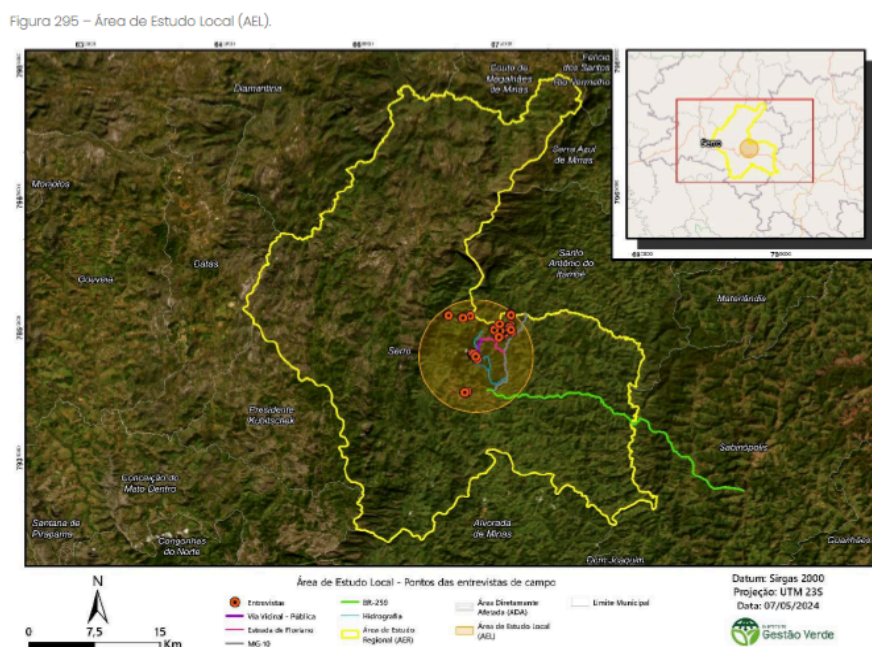 Figura 295 – Área de Estudo Local (AEL).
Couto de
Magalhães
de Minas
Felício
dos Santos
Rio Vermelho
Diamantina
Serra Azul
de Minas
Serro
Monjolos
Santo
Antônio do
Itambé
Datas
Gouveia
Materlândia
Serro
Presidente
Kubitschek
Sabinópolis
Conceição do
Mato Dentro
Santana de
Pirapama
Congonhas
do Norte
Alvorada
de Minas
Guanhães
Dom Joaquim
N
0 7,5 15
Km
Área de Estudo Local - Pontos das entrevistas de campo
Entrevistas
Via Vicinal - Pública
Estrada de Floriano
MG 10
BR-259
Hidrografia
Área de Estudo
Regional (AER)
Área Diretamente
Afetada (ADA)
Área de Estudo Local
(AEL)
Limite Municipal
Datum: Sirgas 2000
Projeção: UTM 23S
Data: 07/05/2024
Gestão Verde